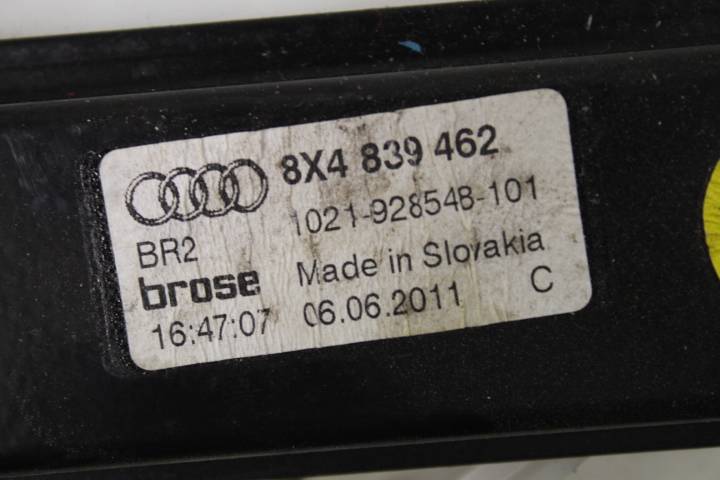 8X4 839 462
1021-928548-101
BR2
brose
Made in Slovakia
16:47:07 06.06.2011 C